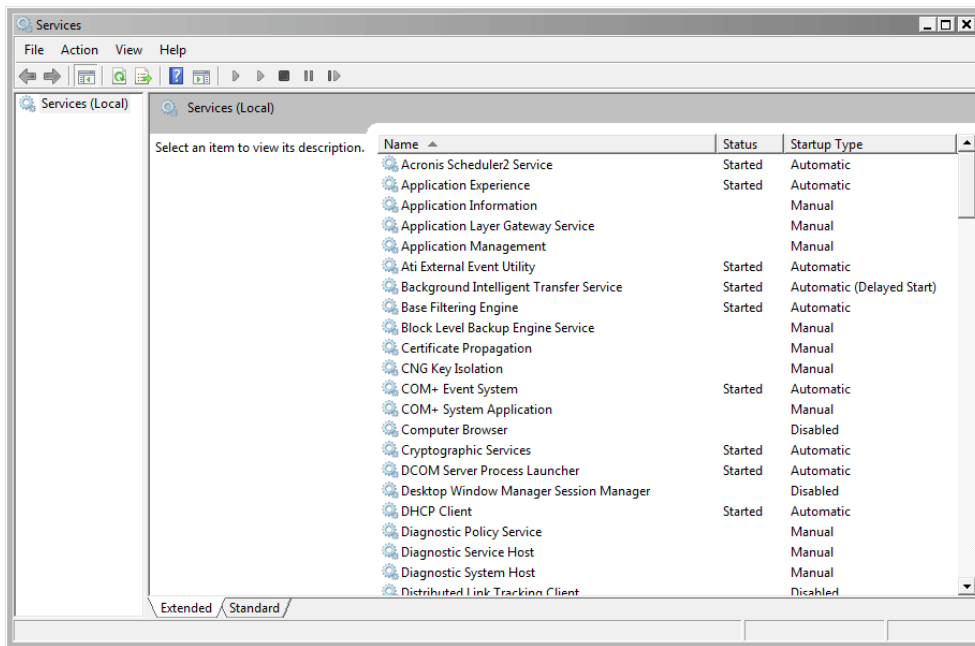 Services
File Action View Help
Services (Local)
Services (Local)
Select an item to view its description.
Name Status Startup Type
Acronis Scheduler2 Service Started Automatic
Application Experience Started Automatic
Application Information Manual
Application Layer Gateway Service Manual
Application Management Manual
Ati External Event Utility Started Automatic
Background Intelligent Transfer Service Started Automatic (Delayed Start)
Base Filtering Engine Started Automatic
Block Level Backup Engine Service Manual
Certificate Propagation Manual
CNG Key Isolation Manual
COM+ Event System Started Automatic
COM+ System Application Manual
Computer Browser Disabled
Cryptographic Services Started Automatic
DCOM Server Process Launcher Started Automatic
Desktop Window Manager Session Manager Disabled
DHCP Client Started Automatic
Diagnostic Policy Service Manual
Diagnostic Service Host Manual
Diagnostic System Host Manual
Distributed Link Tracking Client Disabled
Extended Standard